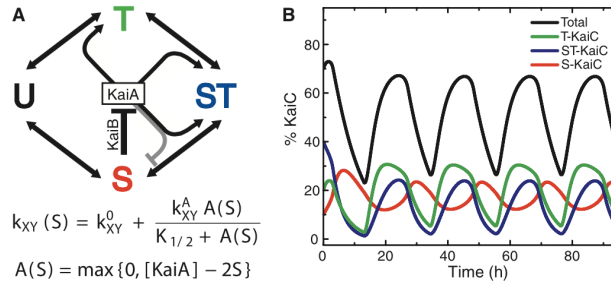 A
T
KaiA
U
ST
KaiB
S
k_XY (S) = k^0_XY + k^A_XY A(S) / K_1/2 + A(S)
A(S) = max{0, [KaiA] − 2S}
B
Total
T-KaiC
ST-KaiC
S-KaiC
% KaiC
80
60
40
20
0
0 20 40 60 80
Time (h)